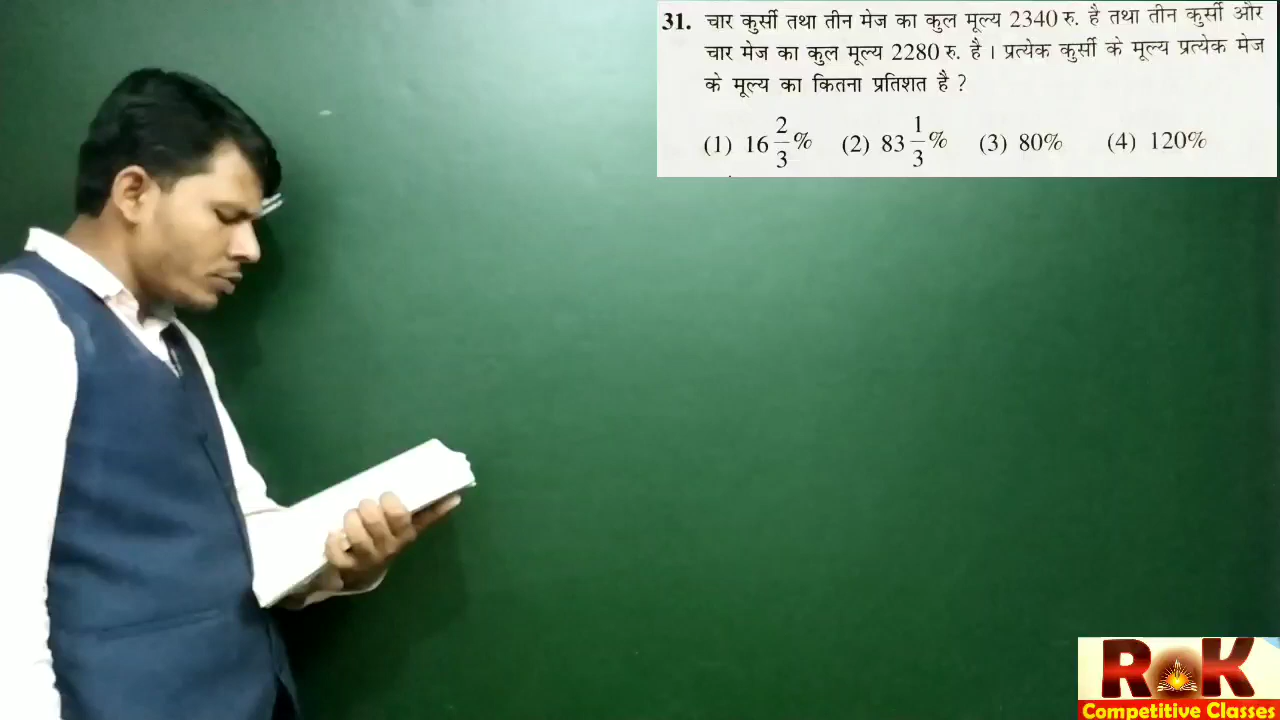 31. चार कुर्सी तथा तीन मेज का कुल मूल्य 2340 रु. है तथा तीन कुर्सी और
चार मेज का कुल मूल्य 2280 रु. है । प्रत्येक कुर्सी के मूल्य प्रत्येक मेज
के मूल्य का कितना प्रतिशत है ?
(1) 16 2/3 % (2) 83 1/3 % (3) 80% (4) 120%
R K
Competitive Classes